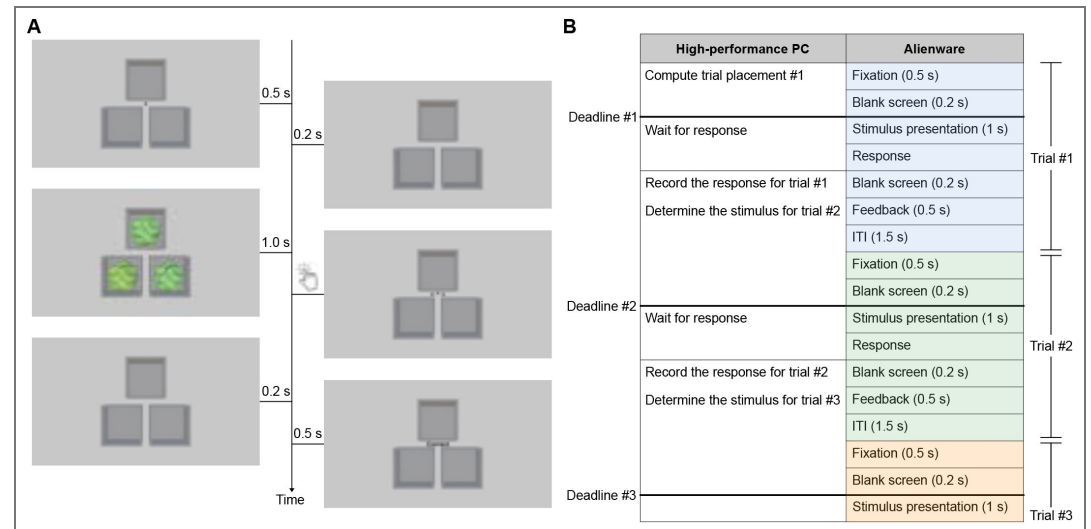 A
0.5 s
0.2 s
1.0 s
0.2 s
0.5 s
Time
B
High-performance PC Alienware
Compute trial placement #1 Fixation (0.5 s)
Blank screen (0.2 s)
Deadline #1
Wait for response Stimulus presentation (1 s)
Response
Trial #1
Record the response for trial #1 Blank screen (0.2 s)
Determine the stimulus for trial #2 Feedback (0.5 s)
ITI (1.5 s)
Fixation (0.5 s)
Blank screen (0.2 s)
Deadline #2
Wait for response Stimulus presentation (1 s)
Response
Trial #2
Record the response for trial #2 Blank screen (0.2 s)
Determine the stimulus for trial #3 Feedback (0.5 s)
ITI (1.5 s)
Fixation (0.5 s)
Blank screen (0.2 s)
Deadline #3
Stimulus presentation (1 s)
Trial #3